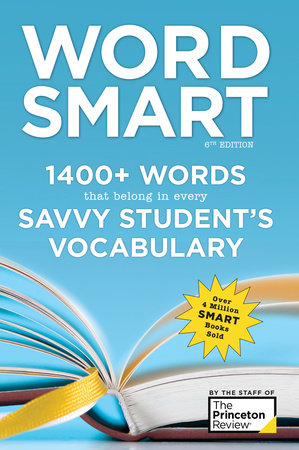 WORD
SMART
6TH EDITION
1400+ WORDS
that belong in every
SAVVY STUDENT'S
VOCABULARY
Over
4 Million
SMART
Books
Sold
BY THE STAFF OF
The
Princeton
Review®